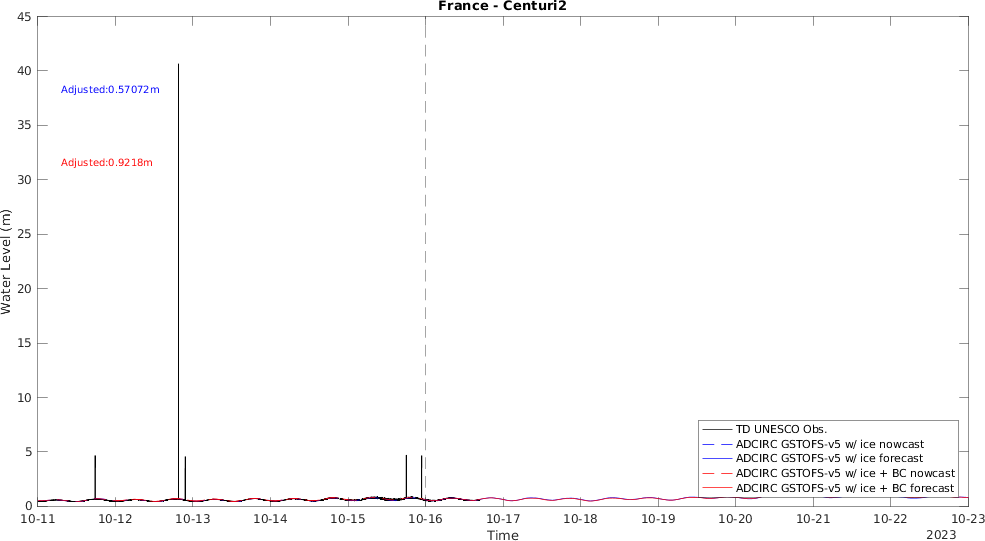 France - Centuri2
45
40
35
30
25
20
15
10
5
0
Water Level (m)
Adjusted:0.57072m
Adjusted:0.9218m
TD UNESCO Obs.
ADCIRC GSTOFS-v5 w/ ice nowcast
ADCIRC GSTOFS-v5 w/ ice forecast
ADCIRC GSTOFS-v5 w/ ice + BC nowcast
ADCIRC GSTOFS-v5 w/ ice + BC forecast
10-11 10-12 10-13 10-14 10-15 10-16 10-17 10-18 10-19 10-20 10-21 10-22 10-23
Time
2023